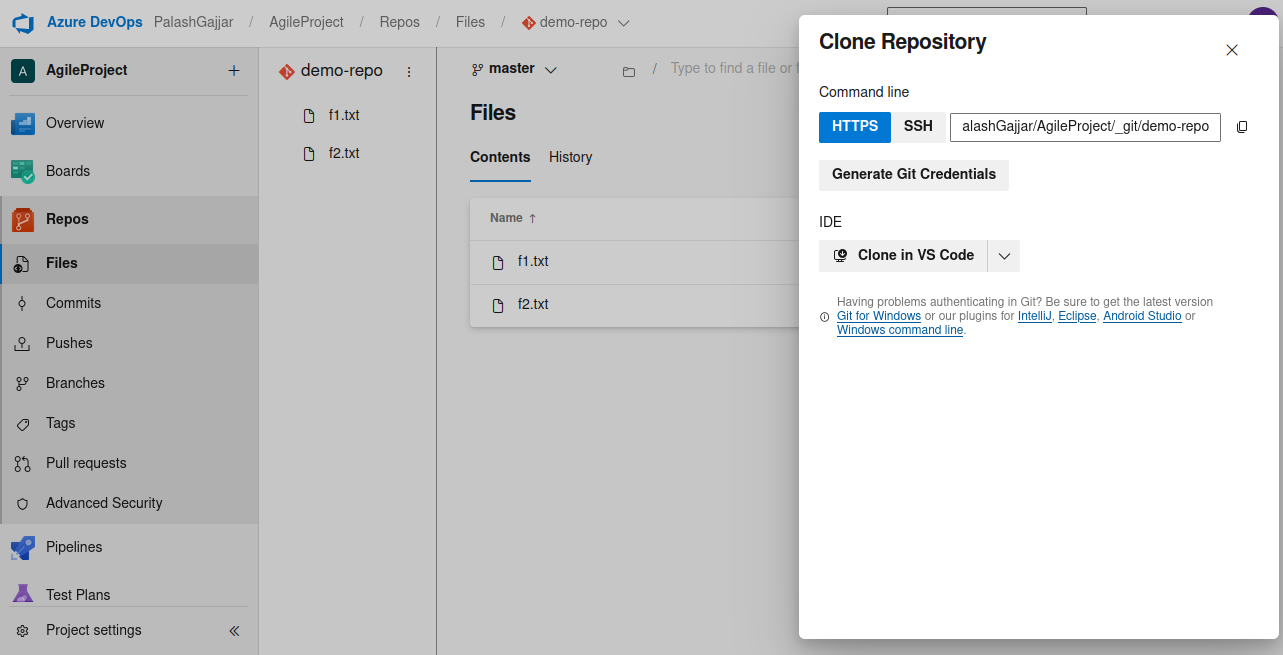 Azure DevOps PalashGajjar / AgileProject / Repos / Files / demo-repo
A AgileProject +
Overview
Boards
Repos
Files
Commits
Pushes
Branches
Tags
Pull requests
Advanced Security
Pipelines
Test Plans
Project settings
demo-repo
f1.txt
f2.txt
master / Type to find a file or
Files
Contents History
Name ↑
f1.txt
f2.txt
Clone Repository
Command line
HTTPS SSH alashGajjar/AgileProject/_git/demo-repo
Generate Git Credentials
IDE
Clone in VS Code
Having problems authenticating in Git? Be sure to get the latest version
Git for Windows or our plugins for IntelliJ, Eclipse, Android Studio or
Windows command line.